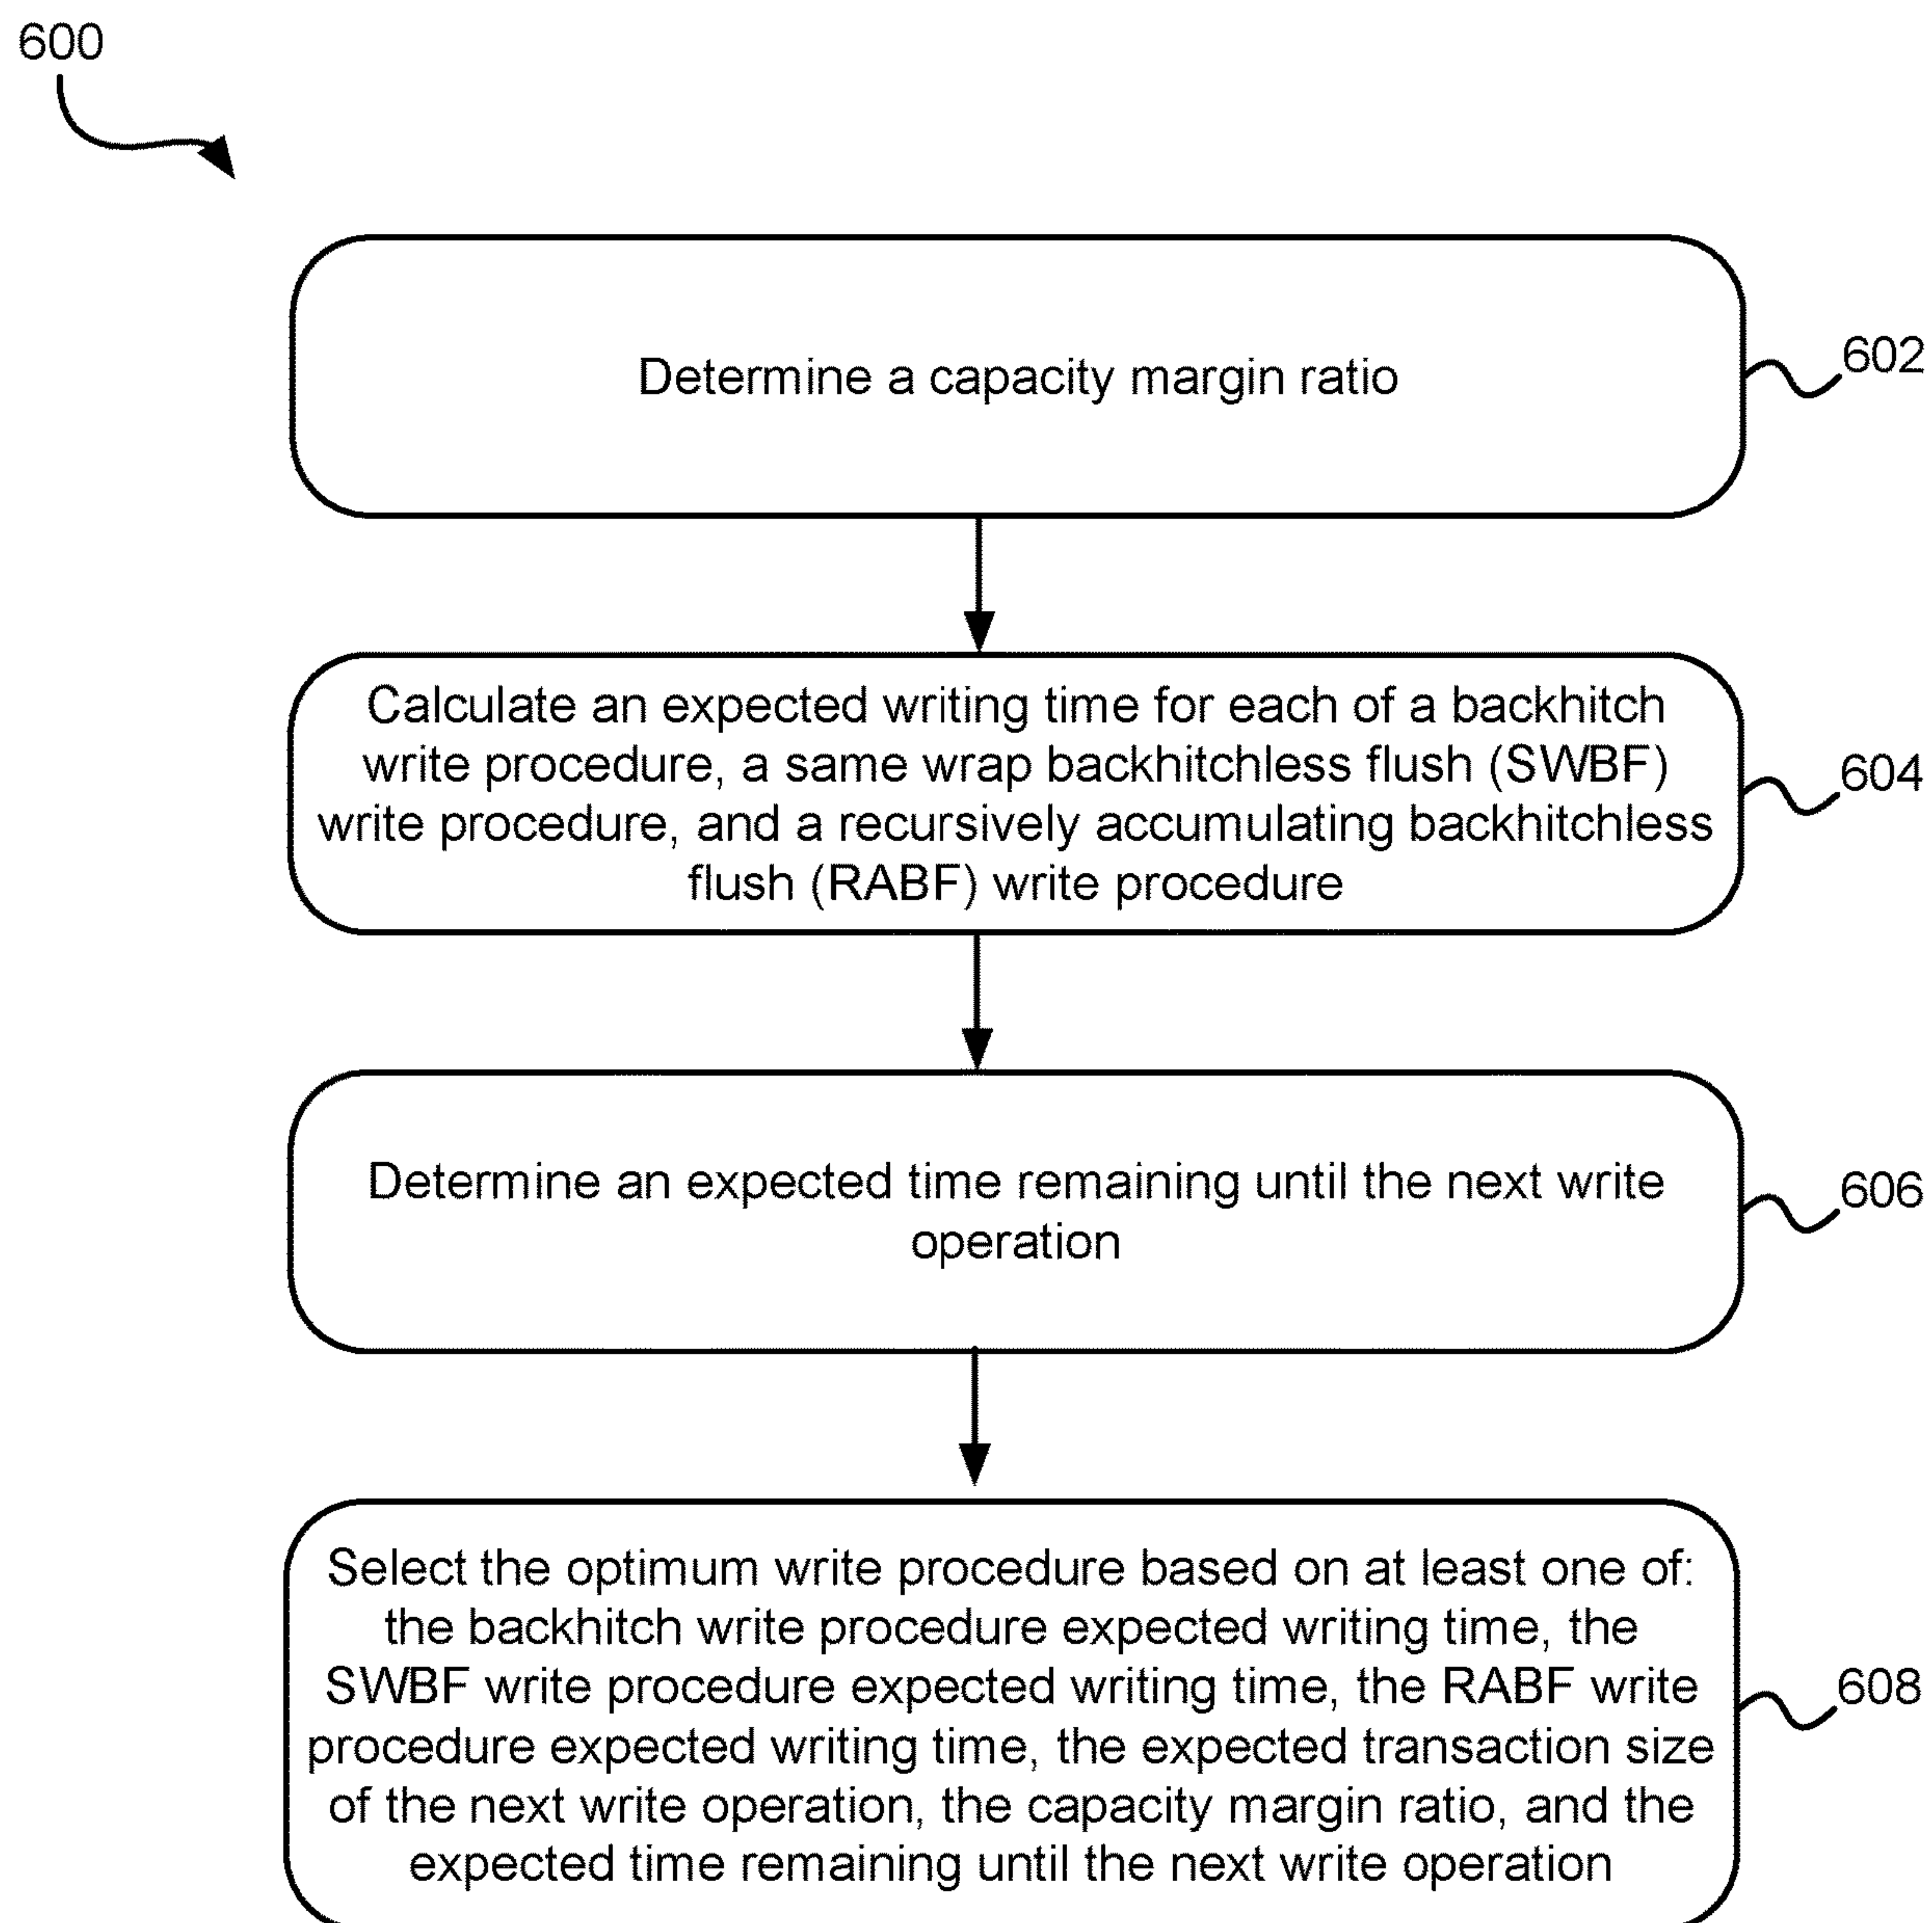 600
Determine a capacity margin ratio
602
Calculate an expected writing time for each of a backhitch
write procedure, a same wrap backhitchless flush (SWBF)
write procedure, and a recursively accumulating backhitchless
flush (RABF) write procedure
604
Determine an expected time remaining until the next write
operation
606
Select the optimum write procedure based on at least one of:
the backhitch write procedure expected writing time, the
SWBF write procedure expected writing time, the RABF write
procedure expected writing time, the expected transaction size
of the next write operation, the capacity margin ratio, and the
expected time remaining until the next write operation
608